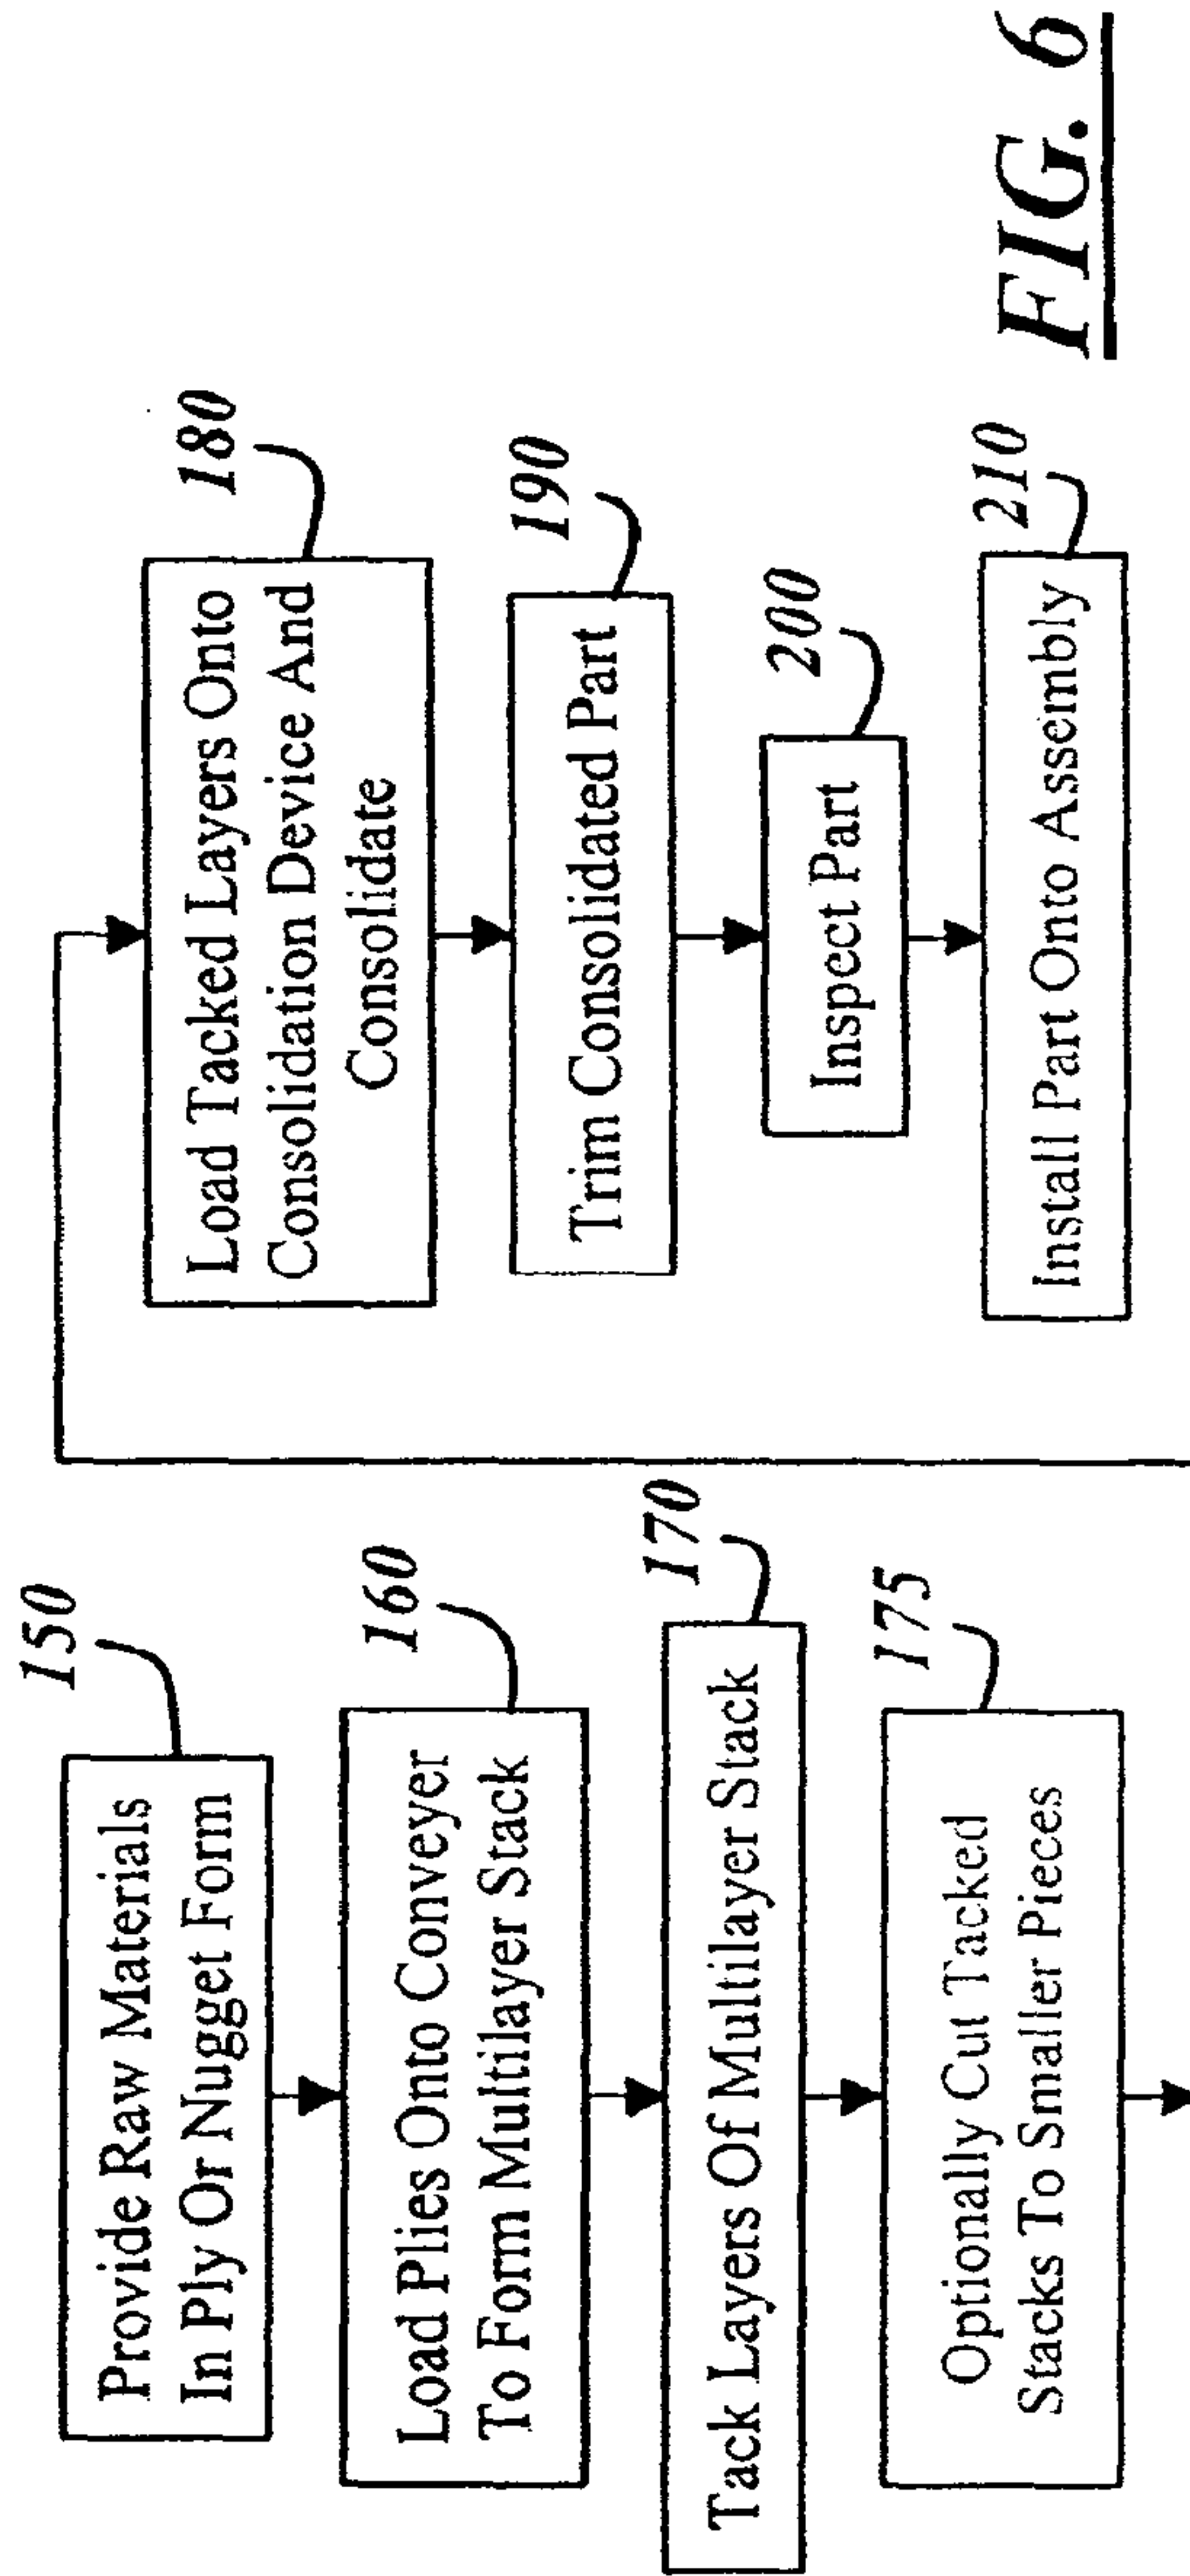 150
Provide Raw Materials
In Ply Or Nugget Form
160
Load Plies Onto Conveyer
To Form Multilayer Stack
170
Tack Layers Of Multilayer Stack
175
Optionally Cut Tacked
Stacks To Smaller Pieces
180
Load Tacked Layers Onto
Consolidation Device And
Consolidate
190
Trim Consolidated Part
200
Inspect Part
210
Install Part Onto Assembly
FIG. 6